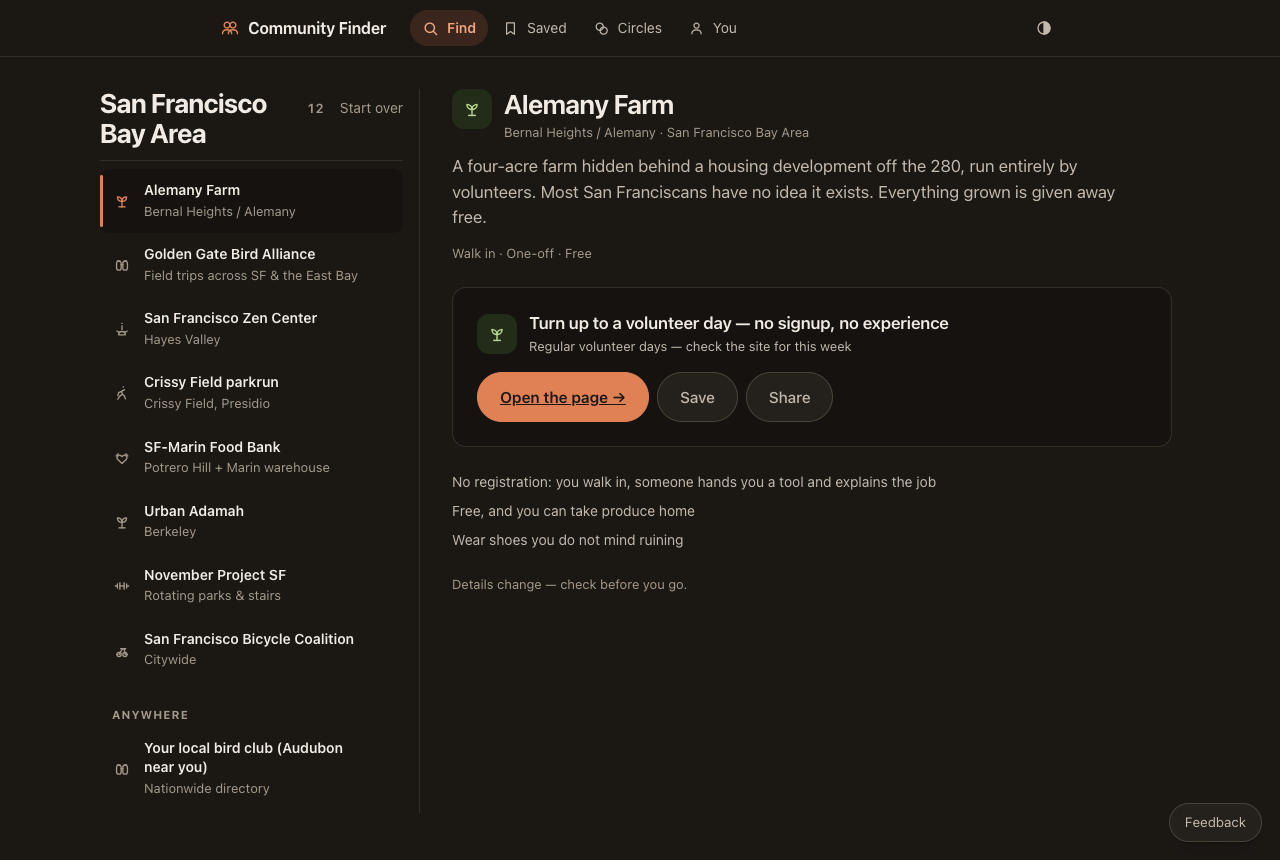 Community Finder
Find
Saved
Circles
You
San Francisco
Bay Area
12
Start over
Alemany Farm
Bernal Heights / Alemany
Golden Gate Bird Alliance
Field trips across SF & the East Bay
San Francisco Zen Center
Hayes Valley
Crissy Field parkrun
Crissy Field, Presidio
SF-Marin Food Bank
Potrero Hill + Marin warehouse
Urban Adamah
Berkeley
November Project SF
Rotating parks & stairs
San Francisco Bicycle Coalition
Citywide
ANYWHERE
Your local bird club (Audubon
near you)
Nationwide directory
Alemany Farm
Bernal Heights / Alemany · San Francisco Bay Area
A four-acre farm hidden behind a housing development off the 280, run entirely by
volunteers. Most San Franciscans have no idea it exists. Everything grown is given away
free.
Walk in · One-off · Free
Turn up to a volunteer day — no signup, no experience
Regular volunteer days — check the site for this week
Open the page →
Save
Share
No registration: you walk in, someone hands you a tool and explains the job
Free, and you can take produce home
Wear shoes you do not mind ruining
Details change — check before you go.
Feedback